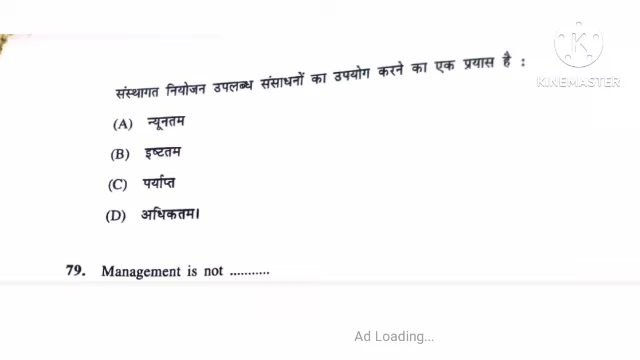 संस्थागत नियोजन उपलब्ध संसाधनों का उपयोग करने का एक प्रयास है :
(A) न्यूनतम
(B) इष्टतम
(C) पर्याप्त
(D) अधिकतम।
79. Management is not ...........
K
KINEMASTER
Ad Loading...